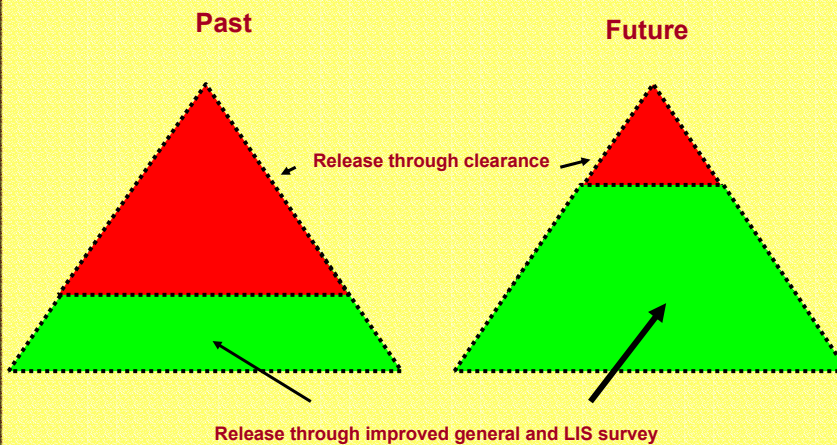 Past
Future
Release through clearance
Release through improved general and LIS survey